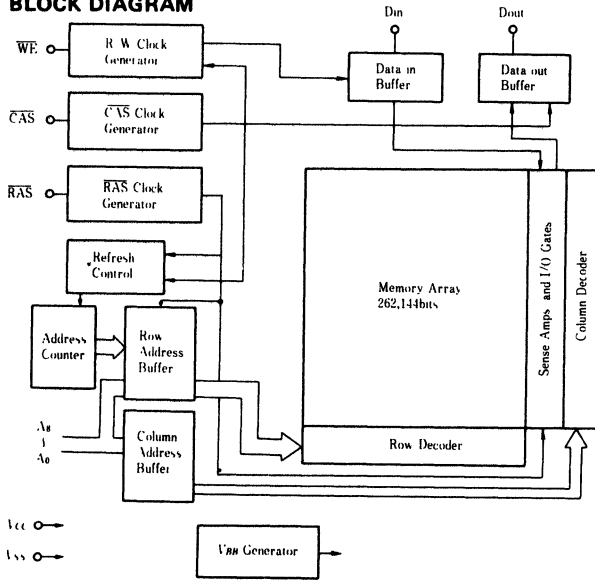 BLOCK DIAGRAM
Din
Dout
WE
R/W Clock
Generator
Data in
Buffer
Data out
Buffer
CAS
CAS Clock
Generator
RAS
RAS Clock
Generator
*Refresh
Control
Address
Counter
Row
Address
Buffer
Memory Array
262,144bits
Sense Amps and I/O Gates
Column Decoder
A8
A0
Column
Address
Buffer
Row Decoder
Vcc
Vss
VBB Generator